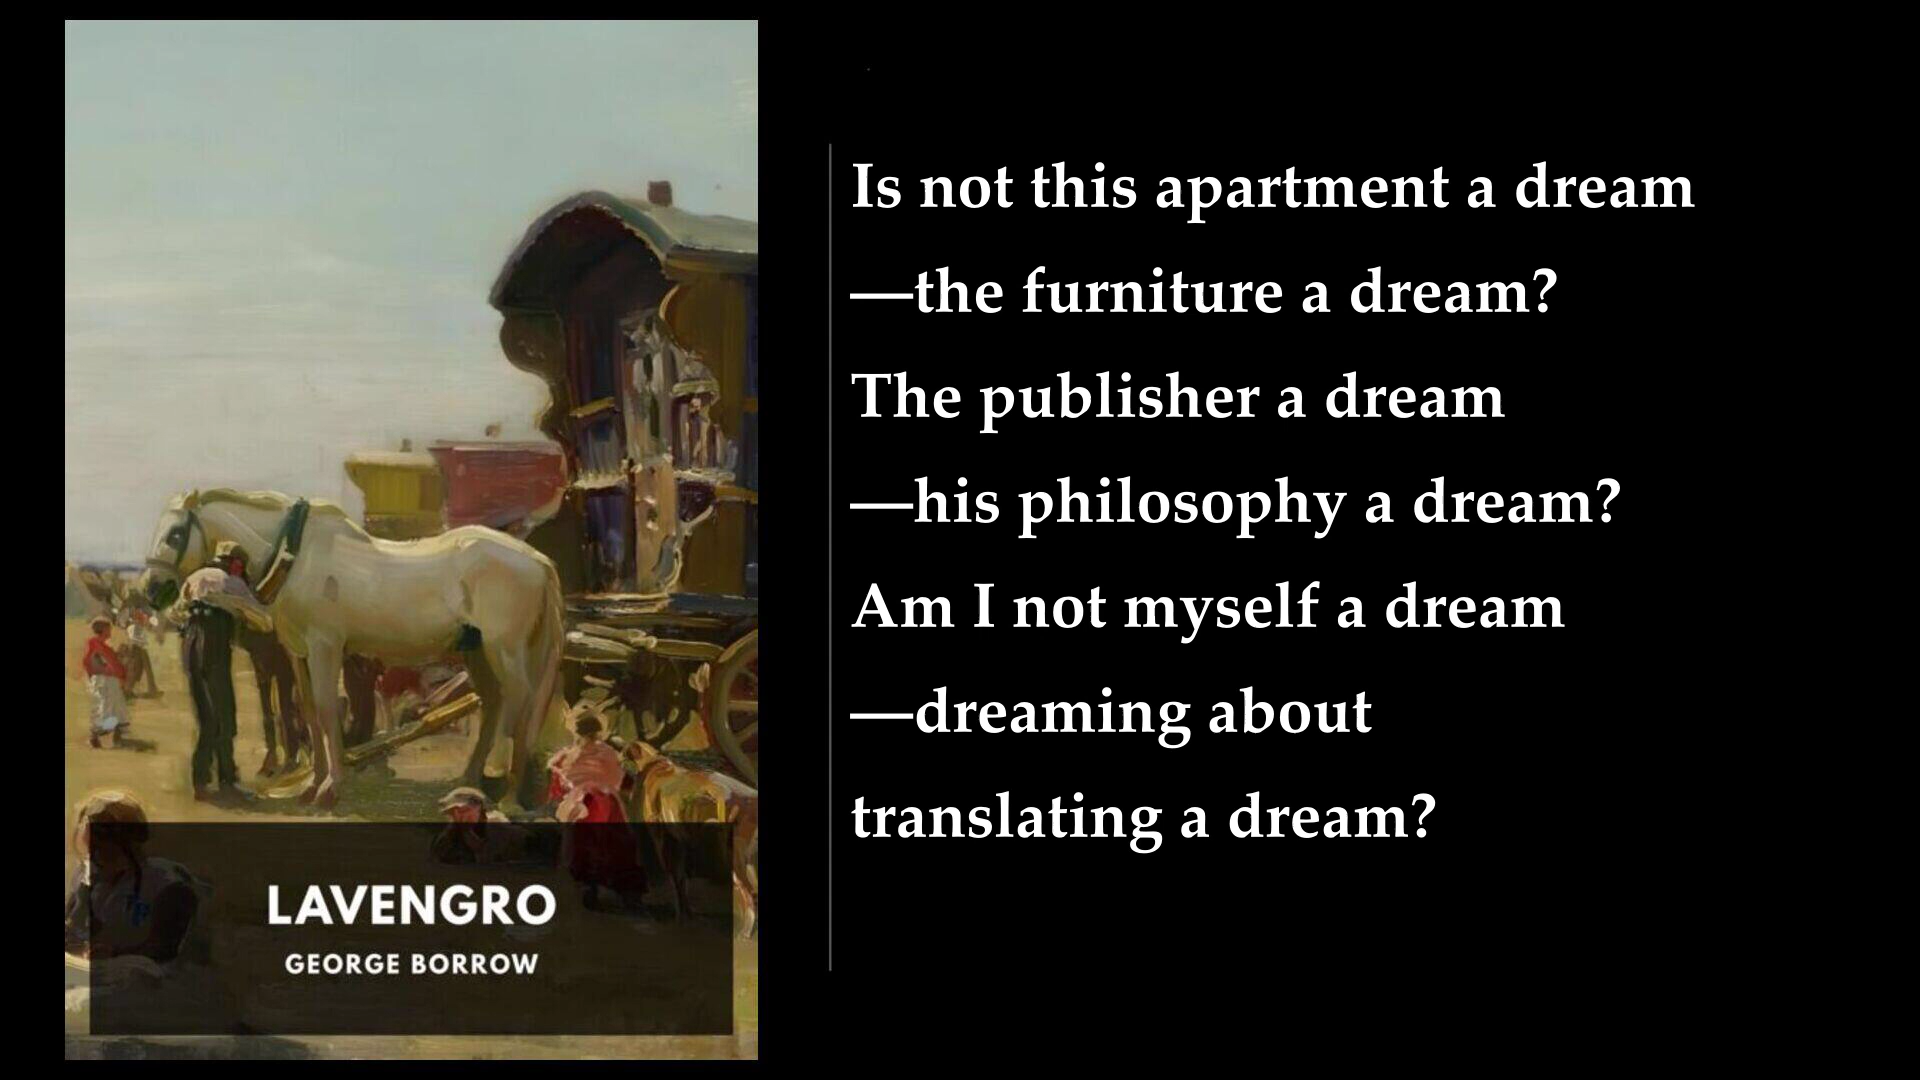 LAVENGRO
GEORGE BORROW
Is not this apartment a dream
—the furniture a dream?
The publisher a dream
—his philosophy a dream?
Am I not myself a dream
—dreaming about
translating a dream?